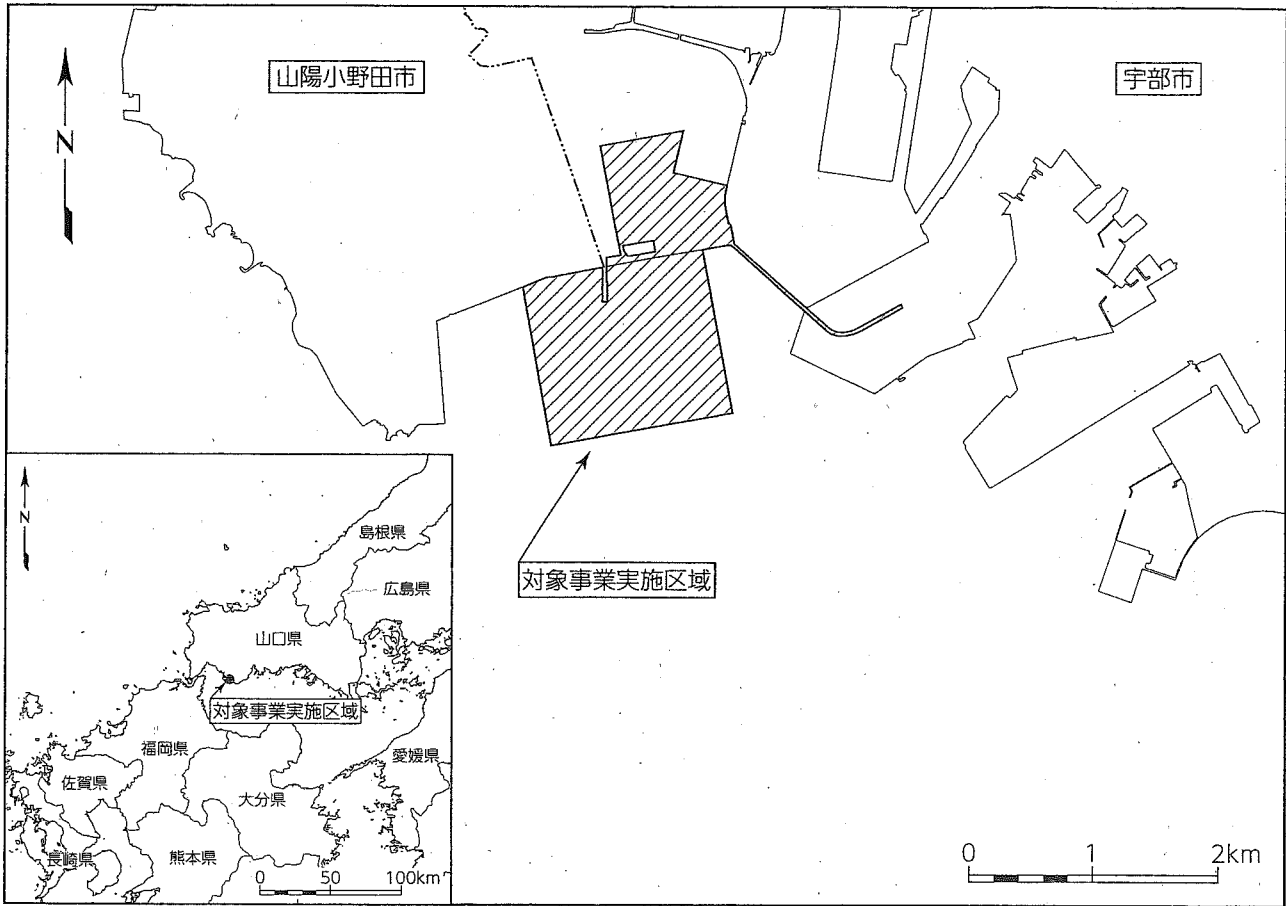 N
山陽小野田市
宇部市
対象事業実施区域
0 1 2km
N
島根県
広島県
山口県
対象事業実施区域
福岡県
愛媛県
佐賀県
大分県
長崎県
熊本県
0 50 100km